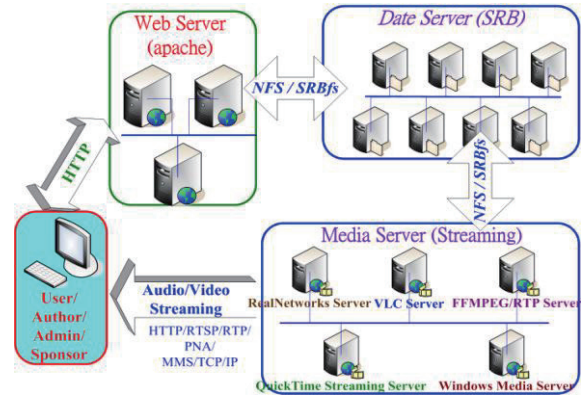 Web Server
(apache)
Date Server (SRB)
NFS / SRBfs
HTTP
NFS / SRBfs
User/
Author/
Admin/
Sponsor
Audio/Video
Streaming
HTTP/RTSP/RTP/
PNA/
MMS/TCP/IP
Media Server (Streaming)
RealNetworks Server
VLC Server
FFMPEG/RTP Server
QuickTime Streaming Server
Windows Media Server